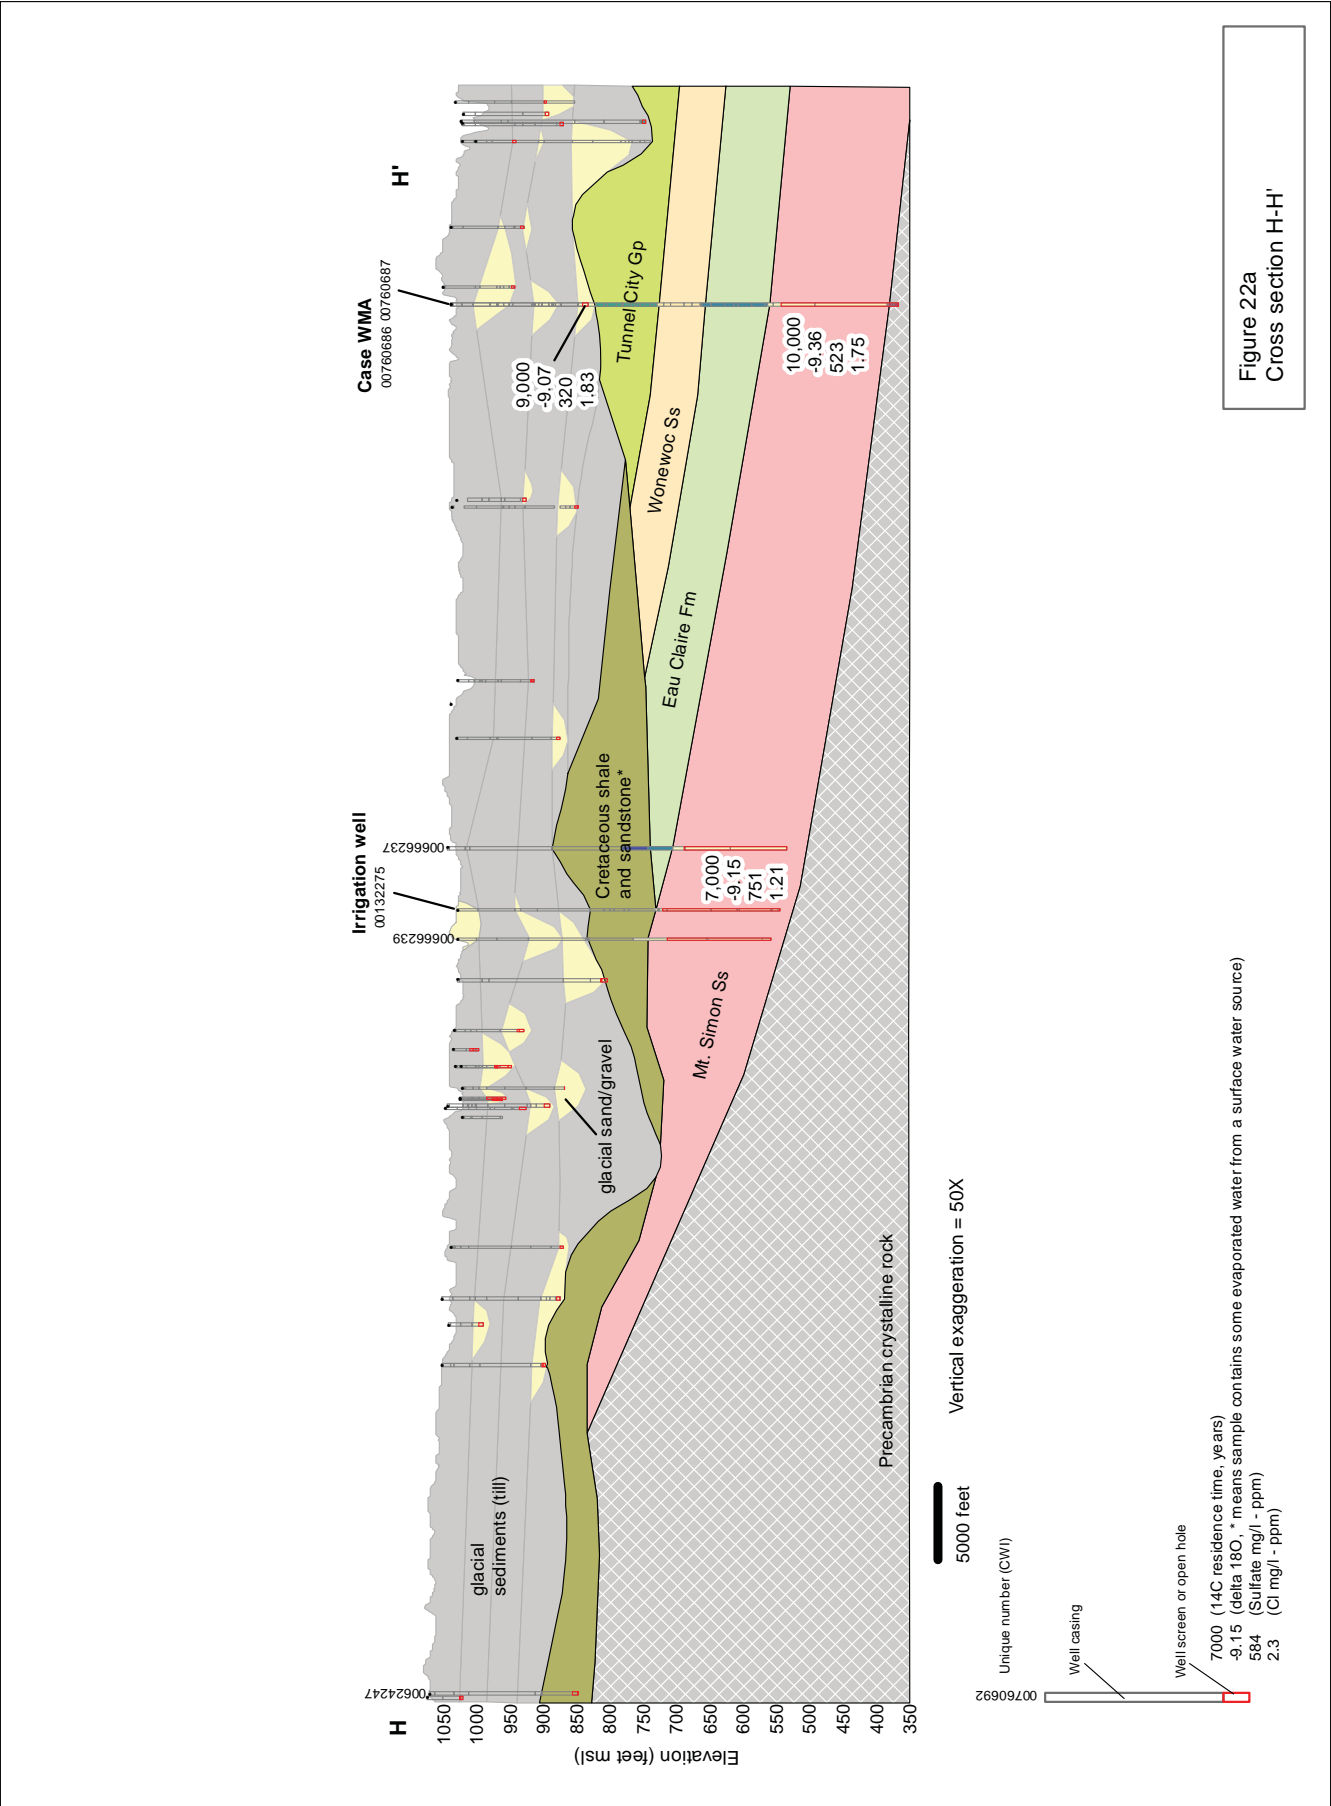 Figure 22a
Cross section H-H'
H
H'
Case WMA
00760686 00760687
Irrigation well
00132275
00666237
00666239
00624247
9,000
-9.07
320
1.83
10,000
-9.36
523
1.75
7,000
-9.15
751
1.21
Tunnel City Gp
Wonewoc Ss
Eau Claire Fm
Cretaceous shale
and sandstone*
Mt. Simon Ss
glacial sand/gravel
glacial
sediments (till)
Precambrian crystalline rock
Elevation (feet msl)
1050
1000
950
900
850
800
750
700
650
600
550
500
450
400
350
5000 feet
Vertical exaggeration = 50X
Unique number (CWI)
00760692
Well casing
Well screen or open hole
7000 (14C residence time, years)
-9.15 (delta 18O, * means sample contains some evaporated water from a surface water source)
584 (Sulfate mg/l - ppm)
2.3 (Cl mg/l - ppm)